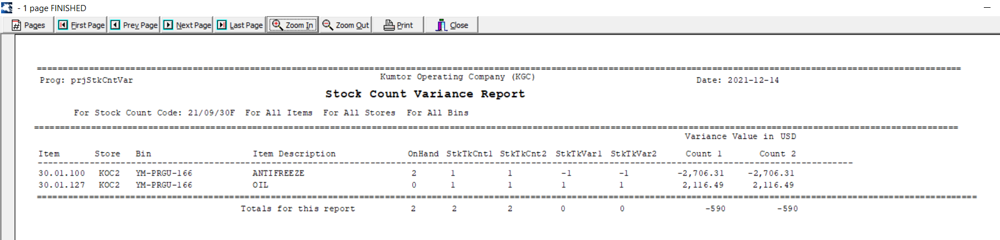 - 1 page FINISHED
Pages First Page Prev Page Next Page Last Page Zoom In Zoom Out Print Close
Kumtor Operating Company (KGC)
Prog: prjStkCntVar Date: 2021-12-14
Stock Count Variance Report
For Stock Count Code: 21/09/30F For All Items For All Stores For All Bins
Variance Value in USD
Item Store Bin Item Description OnHand StkTkCnt1 StkTkCnt2 StkTkVar1 StkTkVar2 Count 1 Count 2
30.01.100 KOC2 YM-PRGU-166 ANTIFREEZE 2 1 1 -1 -1 -2,706.31 -2,706.31
30.01.127 KOC2 YM-PRGU-166 OIL 0 1 1 1 1 2,116.49 2,116.49
Totals for this report 2 2 2 0 0 -590 -590